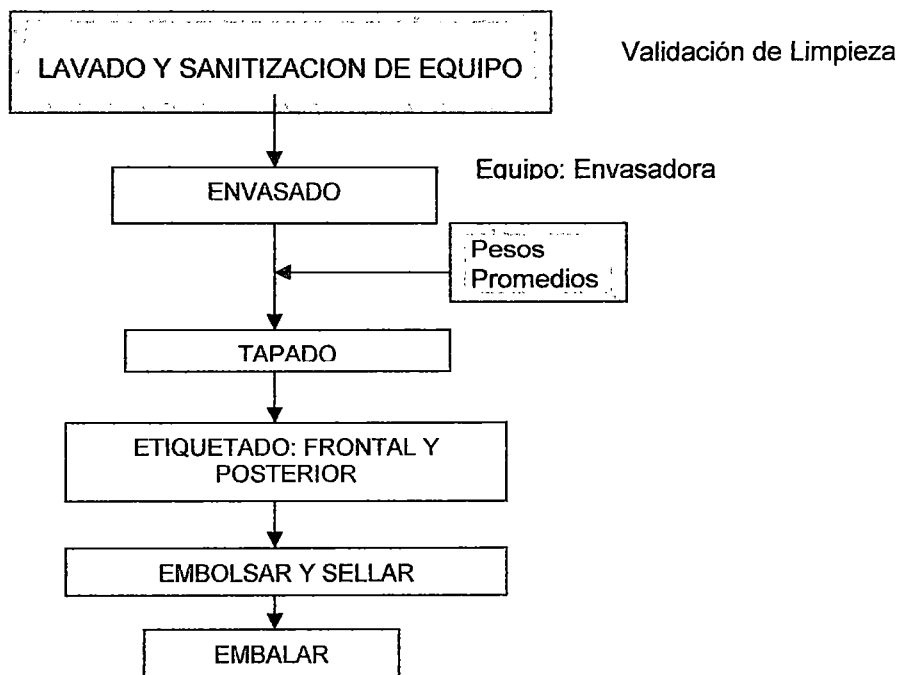 LAVADO Y SANITIZACION DE EQUIPO
Validación de Limpieza
ENVASADO
Equipo: Envasadora
Pesos
Promedios
TAPADO
ETIQUETADO: FRONTAL Y
POSTERIOR
EMBOLSAR Y SELLAR
EMBALAR